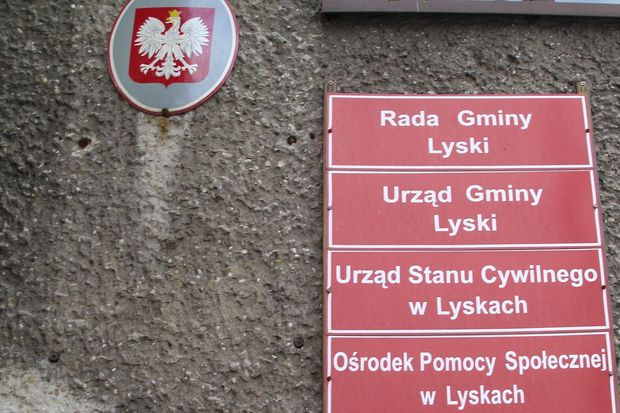 Rada Gminy
Lyski
Urząd Gminy
Lyski
Urząd Stanu Cywilnego
w Lyskach
Ośrodek Pomocy Społecznej
w Lyskach